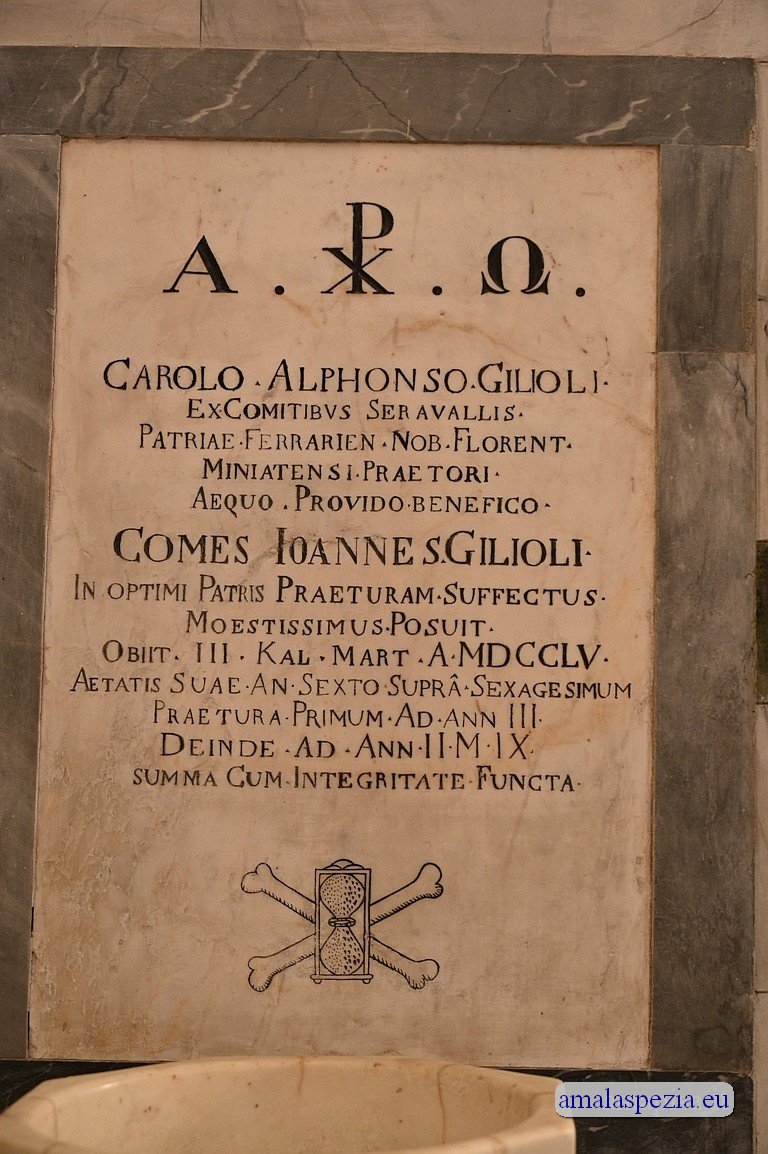 A . ☧ . Ω .
CAROLO · ALPHONSO · GILIOLI ·
EX·COMITIBVS SERAVALLIS·
PATRIAE·FERRARIEN·NOB·FLORENT·
MINIATENSI·PRAETORI·
AEQUO . PROVIDO·BENEFICO·
COMES IOANNES·GILIOLI·
IN OPTIMI PATRIS PRAETURAM·SUFFECTUS·
MOESTISSIMUS·POSUIT·
OBIIT· III · KAL · MART · A·MDCCLV·
AETATIS SUAE·AN·SEXTO·SUPRÂ·SEXAGESIMUM
PRAETURA·PRIMUM·AD·ANN III·
DEINDE·AD·ANN·II·M·IX·
SUMMA CUM·INTEGRITATE·FUNCTA·
amalaspezia.eu